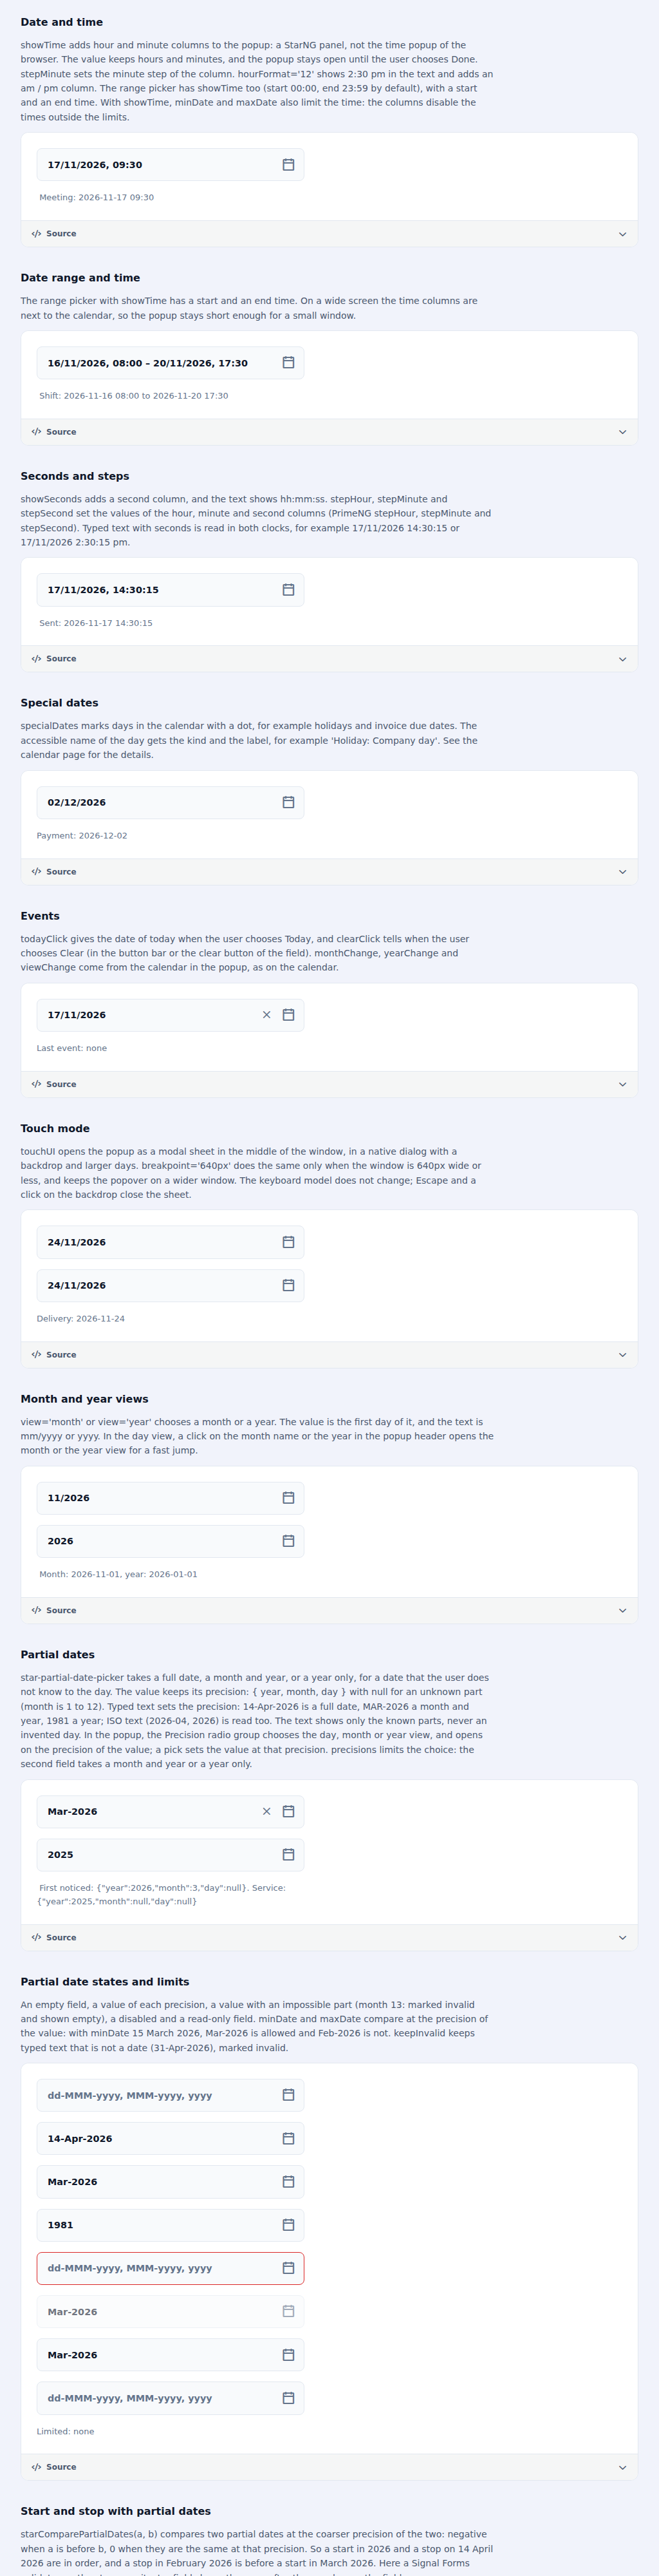 Date and time
showTime adds hour and minute columns to the popup: a StarNG panel, not the time popup of the
browser. The value keeps hours and minutes, and the popup stays open until the user chooses Done.
stepMinute sets the minute step of the column. hourFormat='12' shows 2:30 pm in the text and adds an
am / pm column. The range picker has showTime too (start 00:00, end 23:59 by default), with a start
and an end time. With showTime, minDate and maxDate also limit the time: the columns disable the
times outside the limits.
17/11/2026, 09:30
Meeting: 2026-11-17 09:30
Source
Date range and time
The range picker with showTime has a start and an end time. On a wide screen the time columns are
next to the calendar, so the popup stays short enough for a small window.
16/11/2026, 08:00 – 20/11/2026, 17:30
Shift: 2026-11-16 08:00 to 2026-11-20 17:30
Source
Seconds and steps
showSeconds adds a second column, and the text shows hh:mm:ss. stepHour, stepMinute and
stepSecond set the values of the hour, minute and second columns (PrimeNG stepHour, stepMinute and
stepSecond). Typed text with seconds is read in both clocks, for example 17/11/2026 14:30:15 or
17/11/2026 2:30:15 pm.
17/11/2026, 14:30:15
Sent: 2026-11-17 14:30:15
Source
Special dates
specialDates marks days in the calendar with a dot, for example holidays and invoice due dates. The
accessible name of the day gets the kind and the label, for example 'Holiday: Company day'. See the
calendar page for the details.
02/12/2026
Payment: 2026-12-02
Source
Events
todayClick gives the date of today when the user chooses Today, and clearClick tells when the user
chooses Clear (in the button bar or the clear button of the field). monthChange, yearChange and
viewChange come from the calendar in the popup, as on the calendar.
17/11/2026
Last event: none
Source
Touch mode
touchUI opens the popup as a modal sheet in the middle of the window, in a native dialog with a
backdrop and larger days. breakpoint='640px' does the same only when the window is 640px wide or
less, and keeps the popover on a wider window. The keyboard model does not change; Escape and a
click on the backdrop close the sheet.
24/11/2026
24/11/2026
Delivery: 2026-11-24
Source
Month and year views
view='month' or view='year' chooses a month or a year. The value is the first day of it, and the text is
mm/yyyy or yyyy. In the day view, a click on the month name or the year in the popup header opens the
month or the year view for a fast jump.
11/2026
2026
Month: 2026-11-01, year: 2026-01-01
Source
Partial dates
star-partial-date-picker takes a full date, a month and year, or a year only, for a date that the user does
not know to the day. The value keeps its precision: { year, month, day } with null for an unknown part
(month is 1 to 12). Typed text sets the precision: 14-Apr-2026 is a full date, MAR-2026 a month and
year, 1981 a year; ISO text (2026-04, 2026) is read too. The text shows only the known parts, never an
invented day. In the popup, the Precision radio group chooses the day, month or year view, and opens
on the precision of the value; a pick sets the value at that precision. precisions limits the choice: the
second field takes a month and year or a year only.
Mar-2026
2025
First noticed: {"year":2026,"month":3,"day":null}. Service:
{"year":2025,"month":null,"day":null}
Source
Partial date states and limits
An empty field, a value of each precision, a value with an impossible part (month 13: marked invalid
and shown empty), a disabled and a read-only field. minDate and maxDate compare at the precision of
the value: with minDate 15 March 2026, Mar-2026 is allowed and Feb-2026 is not. keepInvalid keeps
typed text that is not a date (31-Apr-2026), marked invalid.
dd-MMM-yyyy, MMM-yyyy, yyyy
14-Apr-2026
Mar-2026
1981
dd-MMM-yyyy, MMM-yyyy, yyyy
Mar-2026
Mar-2026
dd-MMM-yyyy, MMM-yyyy, yyyy
Limited: none
Source
Start and stop with partial dates
starComparePartialDates(a, b) compares two partial dates at the coarser precision of the two: negative
when a is before b, 0 when they are the same at that precision. So a start in 2026 and a stop on 14 April
2026 are in order, and a stop in February 2026 is before a start in March 2026. Here a Signal Forms